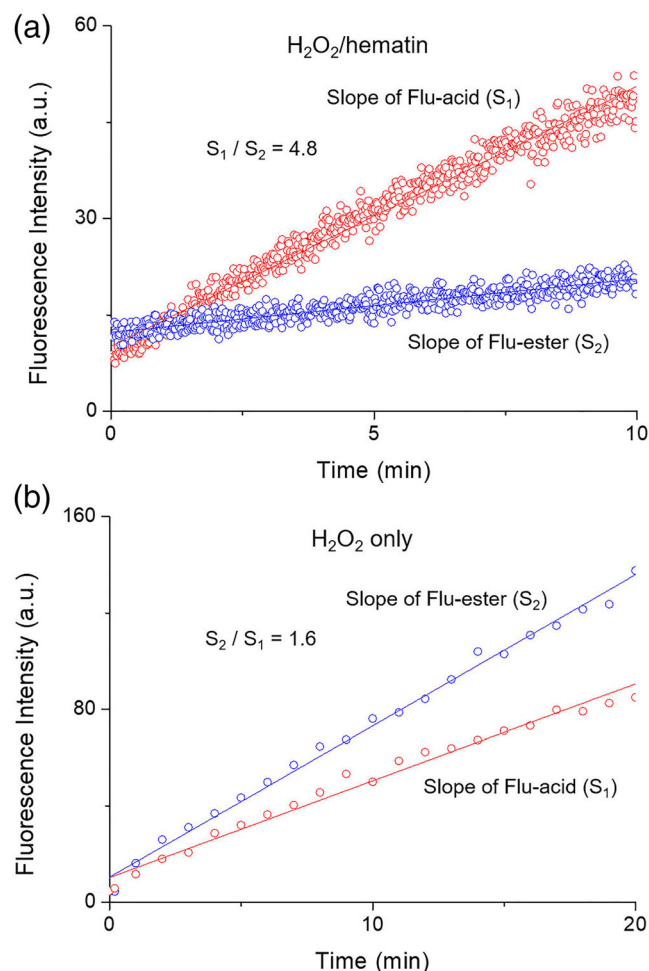 (a)
60
H₂O₂/hematin
Slope of Flu-acid (S₁)
S₁ / S₂ = 4.8
30
Slope of Flu-ester (S₂)
0
0 5 10
Fluorescence Intensity (a.u.)
Time (min)
(b)
160
H₂O₂ only
Slope of Flu-ester (S₂)
S₂ / S₁ = 1.6
80
Slope of Flu-acid (S₁)
0
0 10 20
Fluorescence Intensity (a.u.)
Time (min)